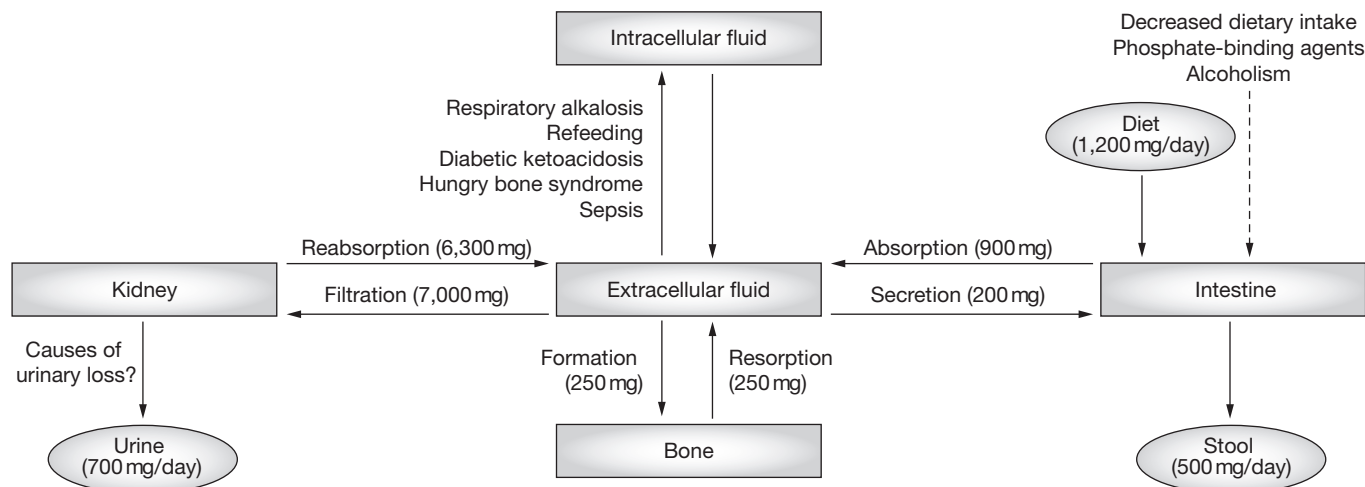 Intracellular fluid
Decreased dietary intake
Phosphate-binding agents
Alcoholism
Respiratory alkalosis
Refeeding
Diabetic ketoacidosis
Hungry bone syndrome
Sepsis
Diet
(1,200 mg/day)
Reabsorption (6,300 mg)
Absorption (900 mg)
Kidney
Filtration (7,000 mg)
Extracellular fluid
Secretion (200 mg)
Intestine
Causes of
urinary loss?
Formation
(250 mg)
Resorption
(250 mg)
Urine
(700 mg/day)
Bone
Stool
(500 mg/day)